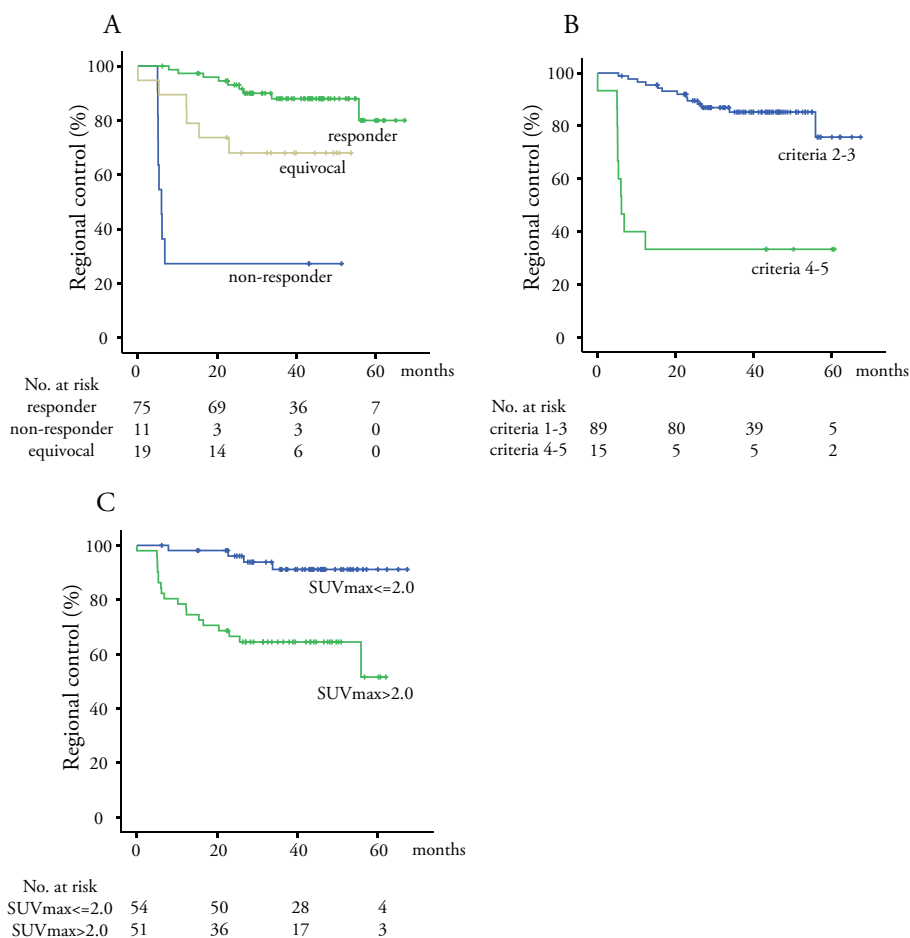 A
Regional control (%)
100
80
60
40
20
0
responder
equivocal
non-responder
0 20 40 60 months
No. at risk
responder 75 69 36 7
non-responder 11 3 3 0
equivocal 19 14 6 0
B
Regional control (%)
100
80
60
40
20
0
criteria 2-3
criteria 4-5
0 20 40 60 months
No. at risk
criteria 1-3 89 80 39 5
criteria 4-5 15 5 5 2
C
Regional control (%)
100
80
60
40
20
0
SUVmax<=2.0
SUVmax>2.0
0 20 40 60 months
No. at risk
SUVmax<=2.0 54 50 28 4
SUVmax>2.0 51 36 17 3